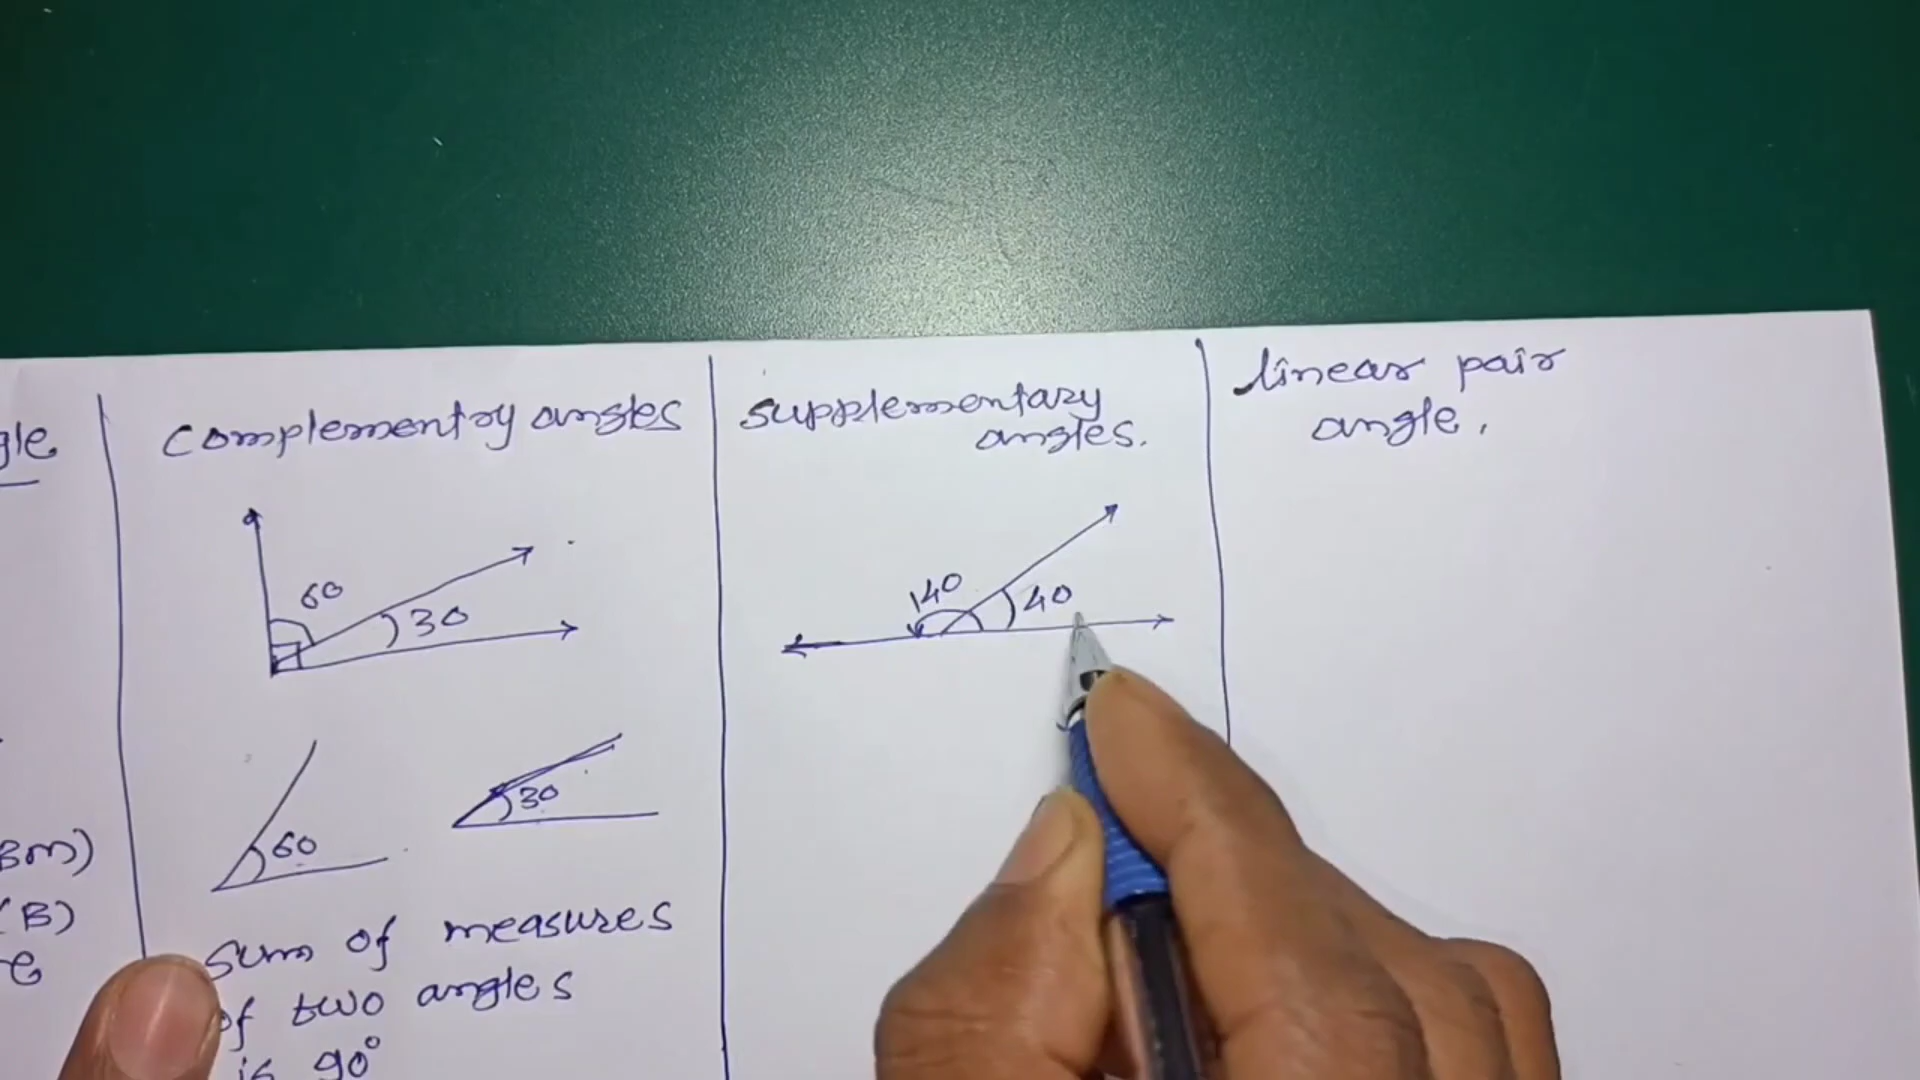 gle
Bm)
(B)
e
complementry angles
60
30
60
30
sum of measures
of two angles
is 90°
supplementary
angles.
140
40
linear pair
angle.